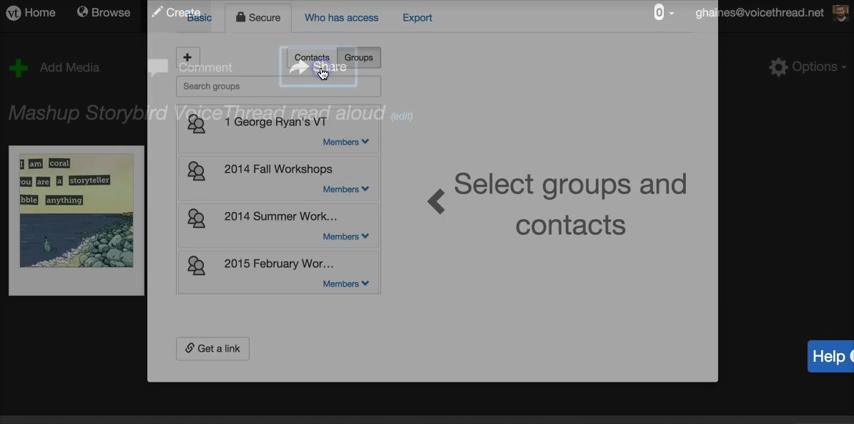 vt Home Browse Create 0 ghaines@voicethread.net
Basic Secure Who has access Export
+ Contacts Groups
Add Media Comment Share Options
Search groups
Mashup Storybird VoiceThread read aloud (edit)
1 George Ryan's VT
Members
2014 Fall Workshops
Members
2014 Summer Work...
Members
2015 February Wor...
Members
I am coral
you are a storyteller
bble anything
Select groups and
contacts
Get a link
Help